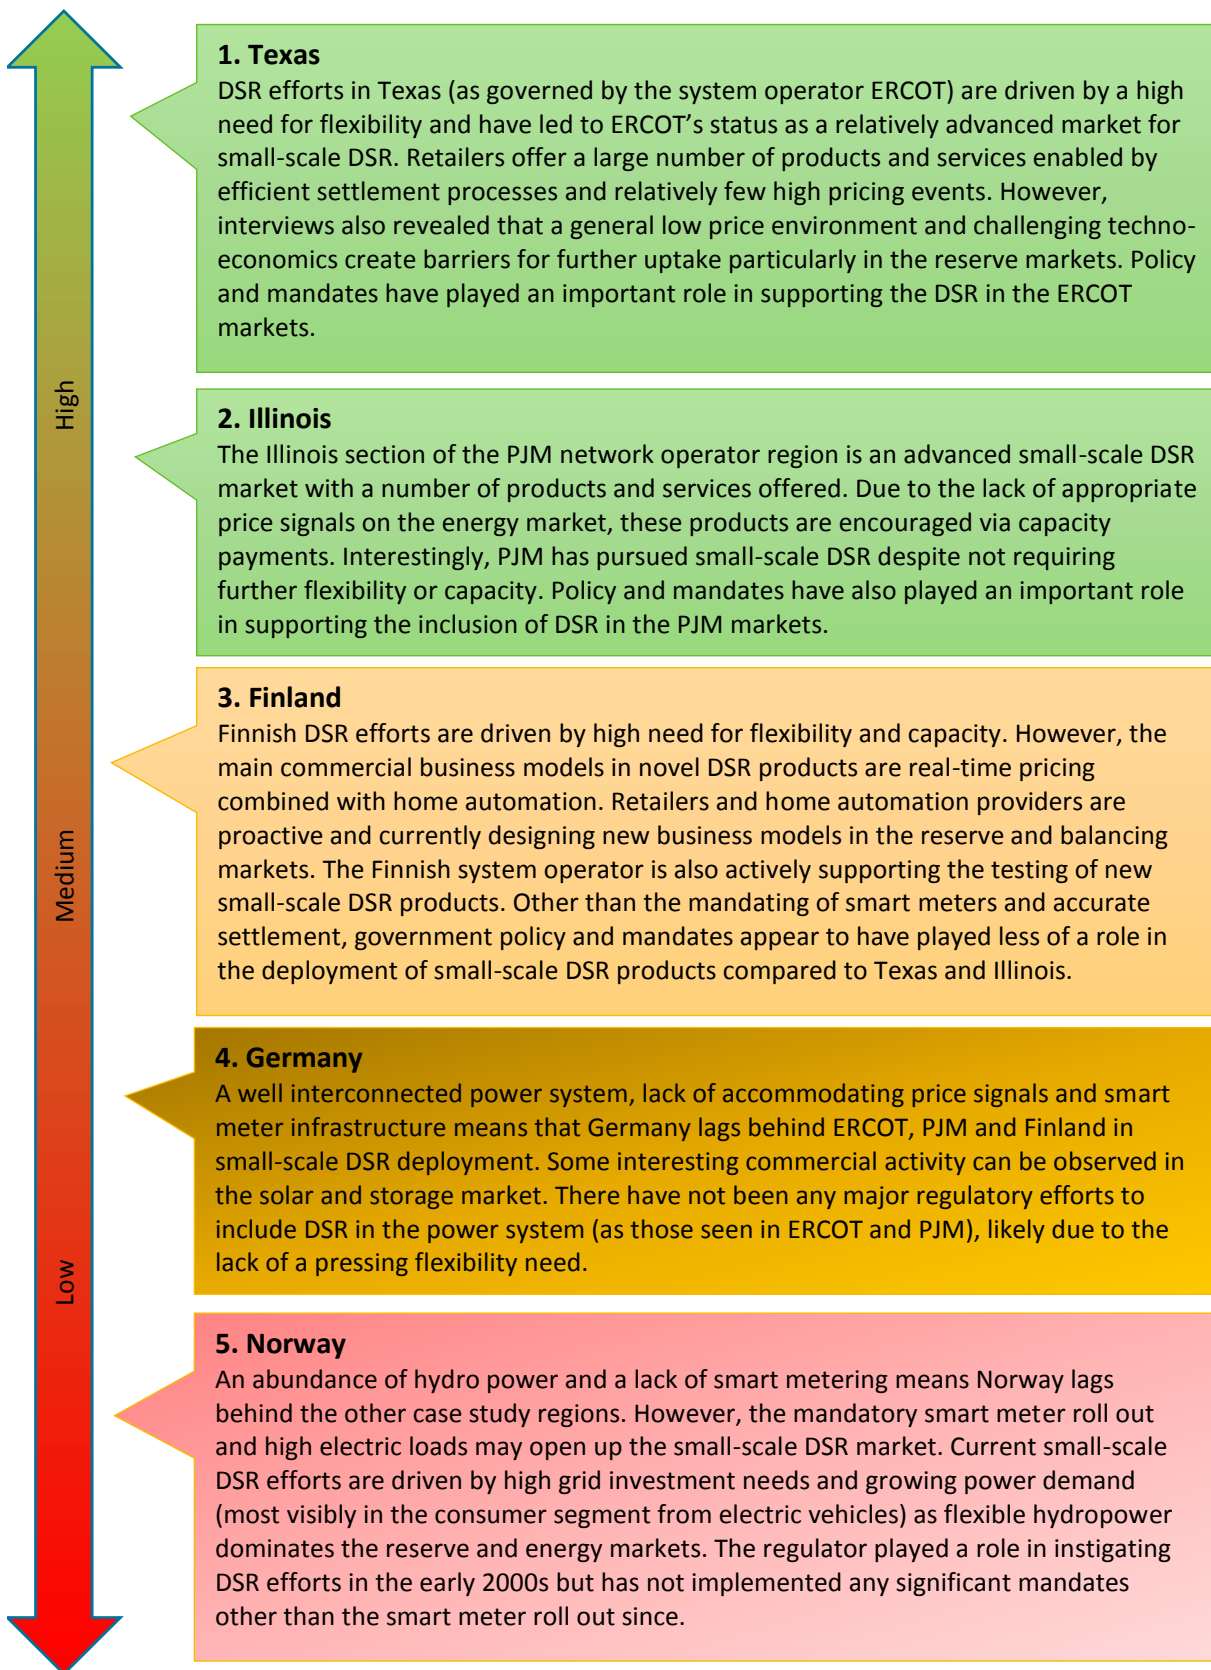 1. Texas
DSR efforts in Texas (as governed by the system operator ERCOT) are driven by a high
need for flexibility and have led to ERCOT’s status as a relatively advanced market for
small-scale DSR. Retailers offer a large number of products and services enabled by
efficient settlement processes and relatively few high pricing events. However,
interviews also revealed that a general low price environment and challenging techno-
economics create barriers for further uptake particularly in the reserve markets. Policy
and mandates have played an important role in supporting the DSR in the ERCOT
markets.
High
2. Illinois
The Illinois section of the PJM network operator region is an advanced small-scale DSR
market with a number of products and services offered. Due to the lack of appropriate
price signals on the energy market, these products are encouraged via capacity
payments. Interestingly, PJM has pursued small-scale DSR despite not requiring
further flexibility or capacity. Policy and mandates have also played an important role
in supporting the inclusion of DSR in the PJM markets.
3. Finland
Finnish DSR efforts are driven by high need for flexibility and capacity. However, the
main commercial business models in novel DSR products are real-time pricing
combined with home automation. Retailers and home automation providers are
proactive and currently designing new business models in the reserve and balancing
markets. The Finnish system operator is also actively supporting the testing of new
small-scale DSR products. Other than the mandating of smart meters and accurate
settlement, government policy and mandates appear to have played less of a role in
the deployment of small-scale DSR products compared to Texas and Illinois.
Medium
4. Germany
A well interconnected power system, lack of accommodating price signals and smart
meter infrastructure means that Germany lags behind ERCOT, PJM and Finland in
small-scale DSR deployment. Some interesting commercial activity can be observed in
the solar and storage market. There have not been any major regulatory efforts to
include DSR in the power system (as those seen in ERCOT and PJM), likely due to the
lack of a pressing flexibility need.
Low
5. Norway
An abundance of hydro power and a lack of smart metering means Norway lags
behind the other case study regions. However, the mandatory smart meter roll out
and high electric loads may open up the small-scale DSR market. Current small-scale
DSR efforts are driven by high grid investment needs and growing power demand
(most visibly in the consumer segment from electric vehicles) as flexible hydropower
dominates the reserve and energy markets. The regulator played a role in instigating
DSR efforts in the early 2000s but has not implemented any significant mandates
other than the smart meter roll out since.